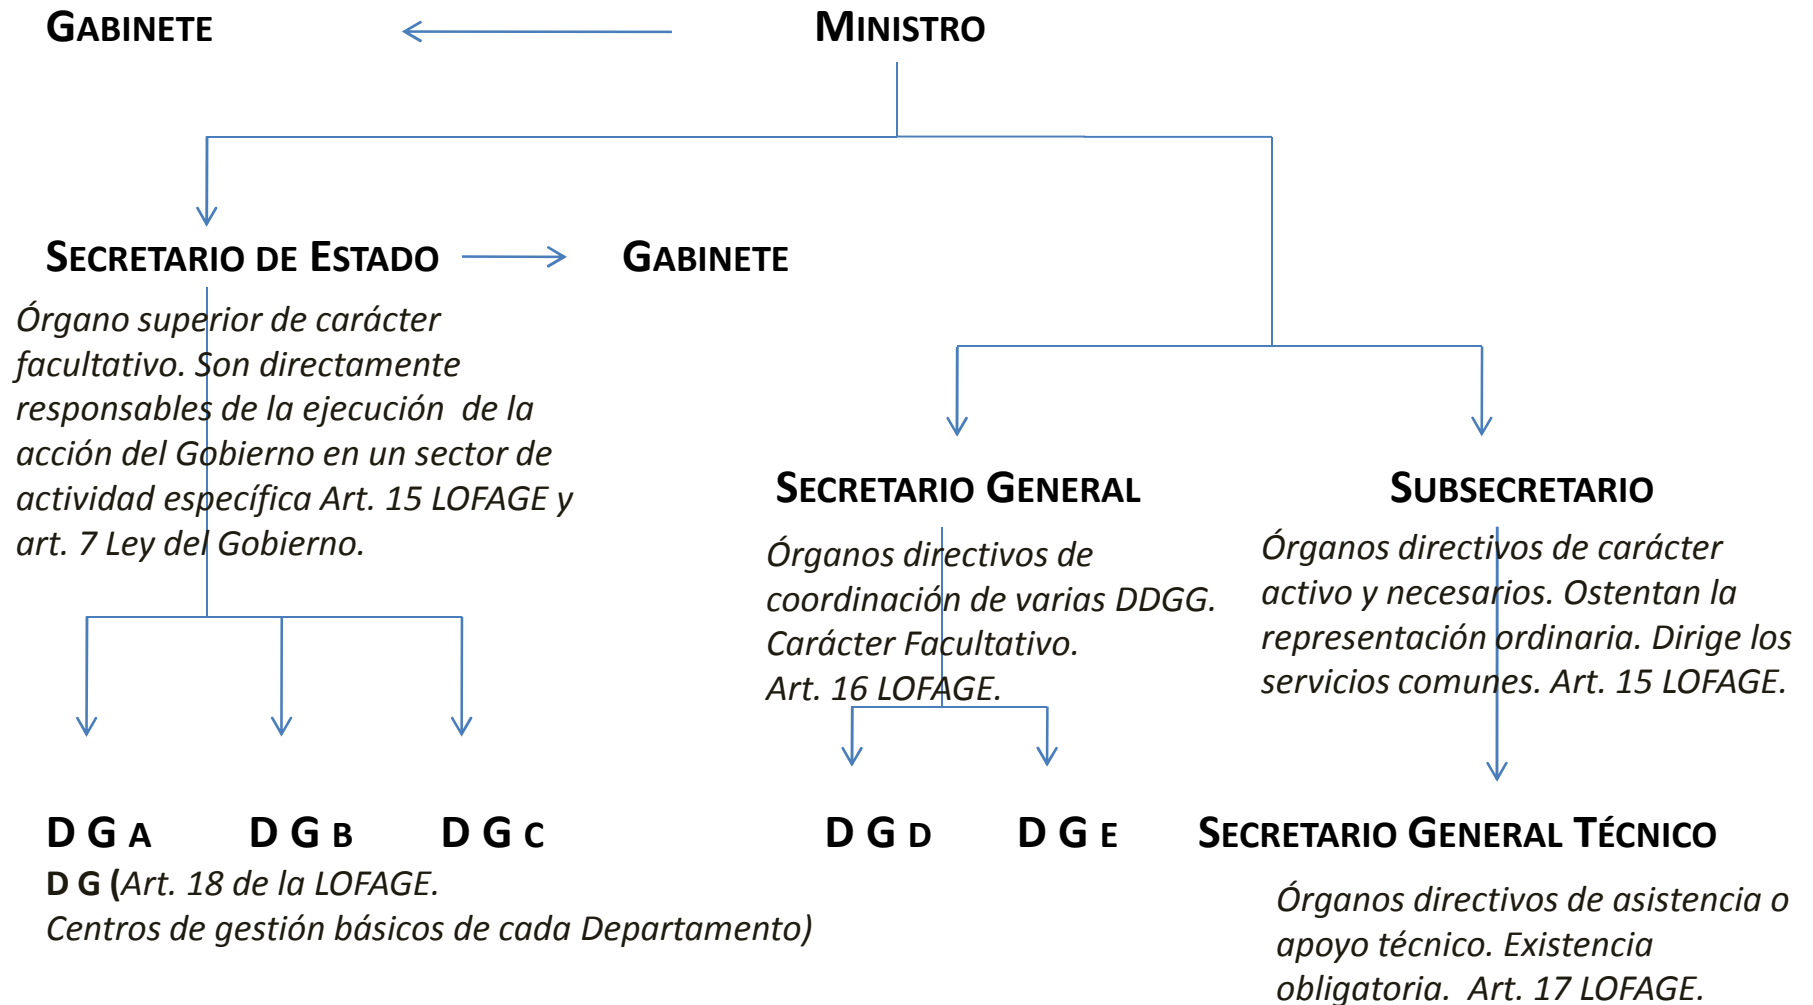 GABINETE
MINISTRO
SECRETARIO DE ESTADO
GABINETE
Órgano superior de carácter
facultativo. Son directamente
responsables de la ejecución de la
acción del Gobierno en un sector de
actividad específica Art. 15 LOFAGE y
art. 7 Ley del Gobierno.
SECRETARIO GENERAL
Órganos directivos de
coordinación de varias DDGG.
Carácter Facultativo.
Art. 16 LOFAGE.
SUBSECRETARIO
Órganos directivos de carácter
activo y necesarios. Ostentan la
representación ordinaria. Dirige los
servicios comunes. Art. 15 LOFAGE.
D G A
D G B
D G C
D G (Art. 18 de la LOFAGE.
Centros de gestión básicos de cada Departamento)
D G D
D G E
SECRETARIO GENERAL TÉCNICO
Órganos directivos de asistencia o
apoyo técnico. Existencia
obligatoria. Art. 17 LOFAGE.